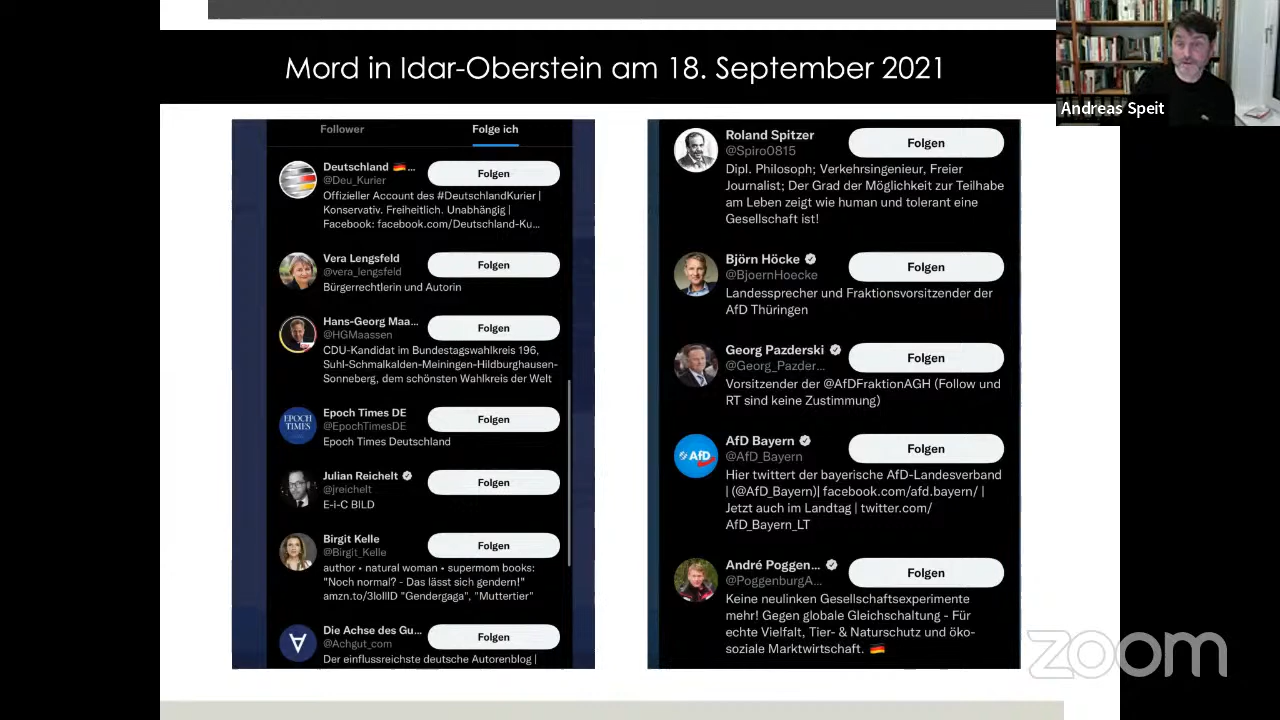 Mord in Idar-Oberstein am 18. September 2021
Andreas Speit
Follower
Folge ich
Deutschland 🇩🇪...
@Deu_Kurier
Folgen
Offizieller Account des #DeutschlandKurier |
Konservativ. Freiheitlich. Unabhängig |
Facebook: facebook.com/Deutschland-Ku...
Vera Lengsfeld
@vera_lengsfeld
Folgen
Bürgerrechtlerin und Autorin
Hans-Georg Maa...
@HGMaassen
Folgen
CDU-Kandidat im Bundestagswahlkreis 196,
Suhl-Schmalkalden-Meiningen-Hildburghausen-
Sonneberg, dem schönsten Wahlkreis der Welt
EPOCH
TIMES
Epoch Times DE
@EpochTimesDE
Folgen
Epoch Times Deutschland
Julian Reichelt
@jreichelt
Folgen
E-i-C BILD
Birgit Kelle
@Birgit_Kelle
Folgen
author • natural woman • supermom books:
"Noch normal? - Das lässt sich gendern!"
amzn.to/3loIlID "Gendergaga", "Muttertier"
Die Achse des Gu...
@Achgut_com
Folgen
Der einflussreichste deutsche Autorenblog |
Roland Spitzer
@Spiro0815
Folgen
Dipl. Philosoph; Verkehrsingenieur, Freier
Journalist; Der Grad der Möglichkeit zur Teilhabe
am Leben zeigt wie human und tolerant eine
Gesellschaft ist!
Björn Höcke
@BjoernHoecke
Folgen
Landessprecher und Fraktionsvorsitzender der
AfD Thüringen
Georg Pazderski
@Georg_Pazder...
Folgen
Vorsitzender der @AfDFraktionAGH (Follow und
RT sind keine Zustimmung)
AfD
AfD Bayern
@AfD_Bayern
Folgen
Hier twittert der bayerische AfD-Landesverband
| (@AfD_Bayern)| facebook.com/afd.bayern/ |
Jetzt auch im Landtag | twitter.com/
AfD_Bayern_LT
André Poggen...
@PoggenburgA...
Folgen
Keine neulinken Gesellschaftsexperimente
mehr! Gegen globale Gleichschaltung - Für
echte Vielfalt, Tier- & Naturschutz und öko-
soziale Marktwirtschaft. 🇩🇪
zoom